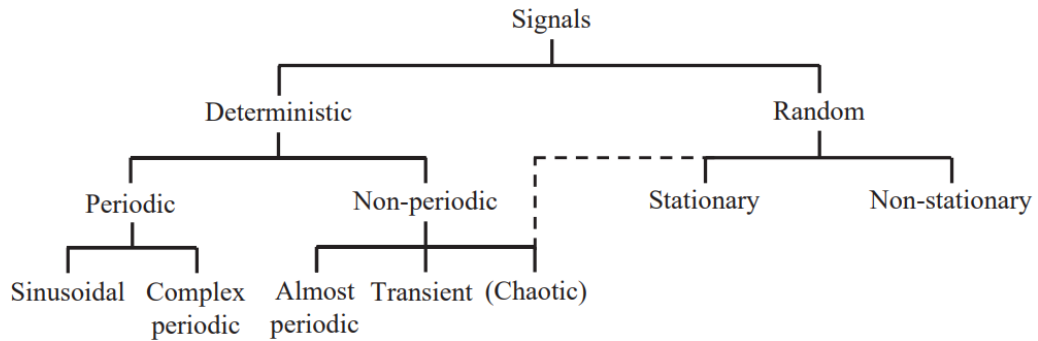 Signals
Deterministic
Random
Periodic
Non-periodic
Stationary
Non-stationary
Sinusoidal
Complex
periodic
Almost
periodic
Transient
(Chaotic)